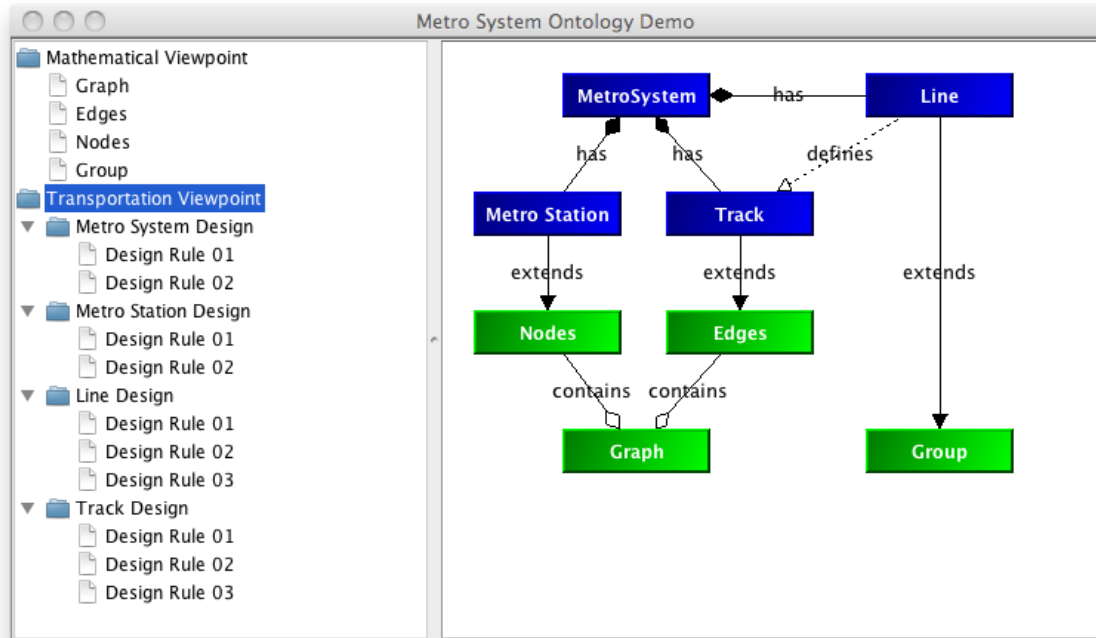 Metro System Ontology Demo
Mathematical Viewpoint
Graph
Edges
Nodes
Group
Transportation Viewpoint
Metro System Design
Design Rule 01
Design Rule 02
Metro Station Design
Design Rule 01
Design Rule 02
Line Design
Design Rule 01
Design Rule 02
Design Rule 03
Track Design
Design Rule 01
Design Rule 02
Design Rule 03
MetroSystem
has
Line
has
has
defines
Metro Station
Track
extends
extends
extends
Nodes
Edges
contains
contains
Graph
Group